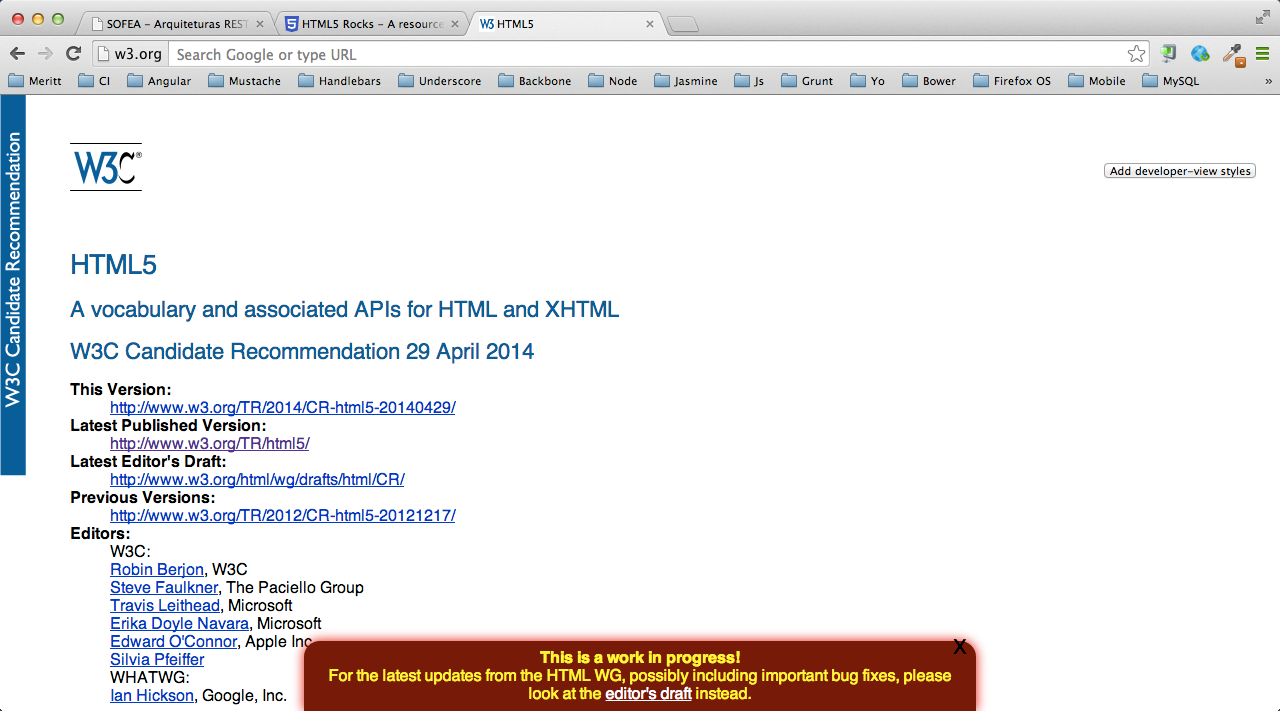 SOFEA – Arquiteturas REST
HTML5 Rocks – A resource
W3 HTML5
w3.org
Search Google or type URL
Meritt
CI
Angular
Mustache
Handlebars
Underscore
Backbone
Node
Jasmine
Js
Grunt
Yo
Bower
Firefox OS
Mobile
MySQL
»
W3C Candidate Recommendation
W3C®
Add developer-view styles
HTML5
A vocabulary and associated APIs for HTML and XHTML
W3C Candidate Recommendation 29 April 2014
This Version:
http://www.w3.org/TR/2014/CR-html5-20140429/
Latest Published Version:
http://www.w3.org/TR/html5/
Latest Editor's Draft:
http://www.w3.org/html/wg/drafts/html/CR/
Previous Versions:
http://www.w3.org/TR/2012/CR-html5-20121217/
Editors:
W3C:
Robin Berjon, W3C
Steve Faulkner, The Paciello Group
Travis Leithead, Microsoft
Erika Doyle Navara, Microsoft
Edward O'Connor, Apple Inc.
Silvia Pfeiffer
WHATWG:
Ian Hickson, Google, Inc.
X
This is a work in progress!
For the latest updates from the HTML WG, possibly including important bug fixes, please
look at the editor's draft instead.